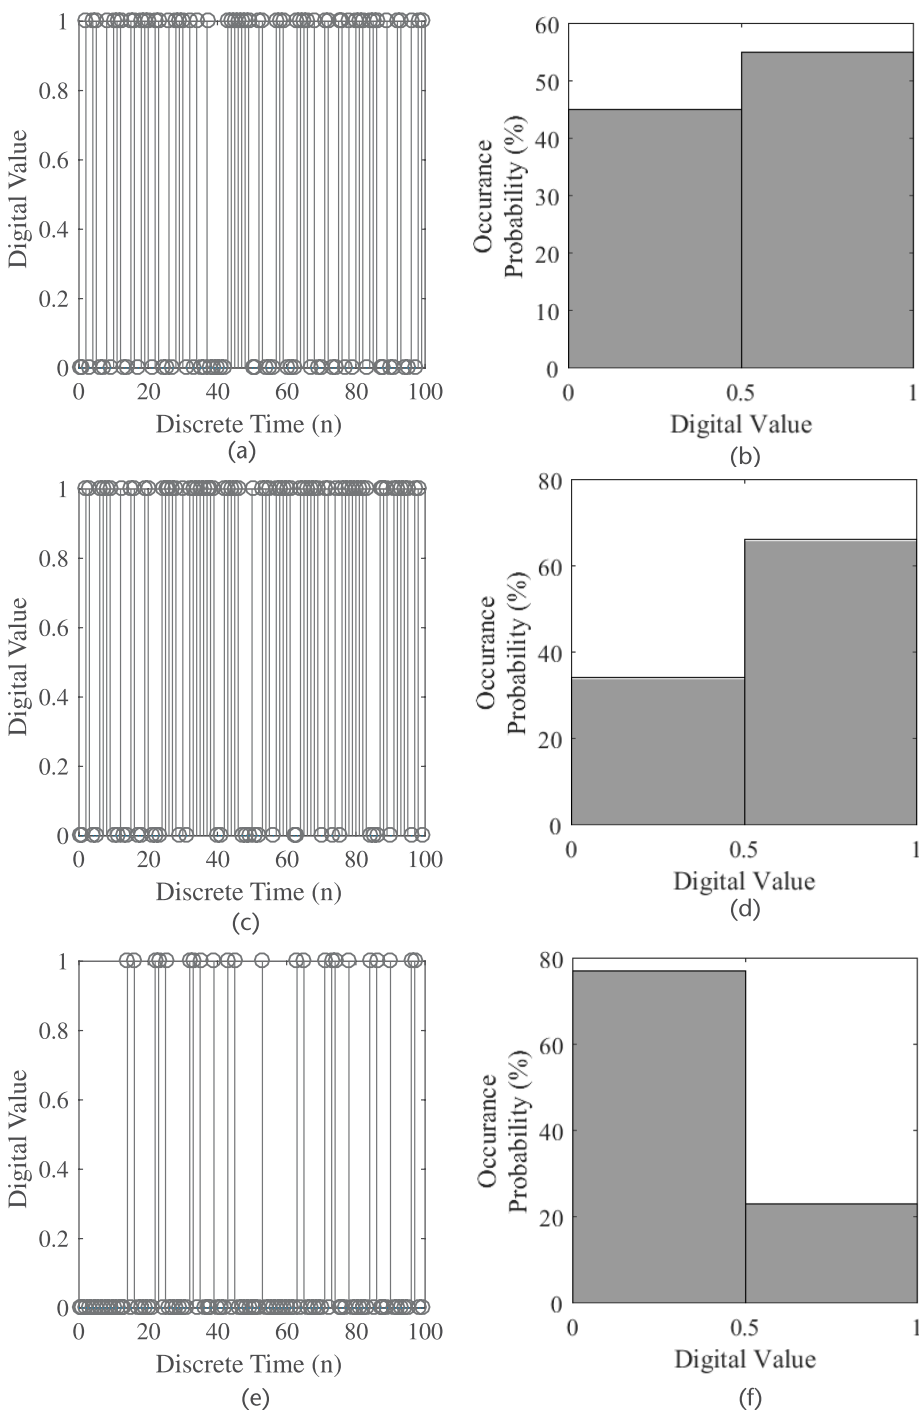 1
0.8
0.6
0.4
0.2
0
Digital Value
0 20 40 60 80 100
Discrete Time (n)
(a)
60
50
40
30
20
10
0
Occurance
Probability (%)
0 0.5 1
Digital Value
(b)
1
0.8
0.6
0.4
0.2
0
Digital Value
0 20 40 60 80 100
Discrete Time (n)
(c)
80
60
40
20
0
Occurance
Probability (%)
0 0.5 1
Digital Value
(d)
1
0.8
0.6
0.4
0.2
0
Digital Value
0 20 40 60 80 100
Discrete Time (n)
(e)
80
60
40
20
0
Occurance
Probability (%)
0 0.5 1
Digital Value
(f)